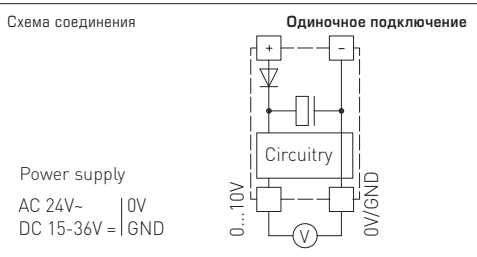 Схема соединения
Одиночное подключение
+ −
Circuitry
Power supply
AC 24V~ | 0V
DC 15-36V = | GND
0...10V
0V/GND
V